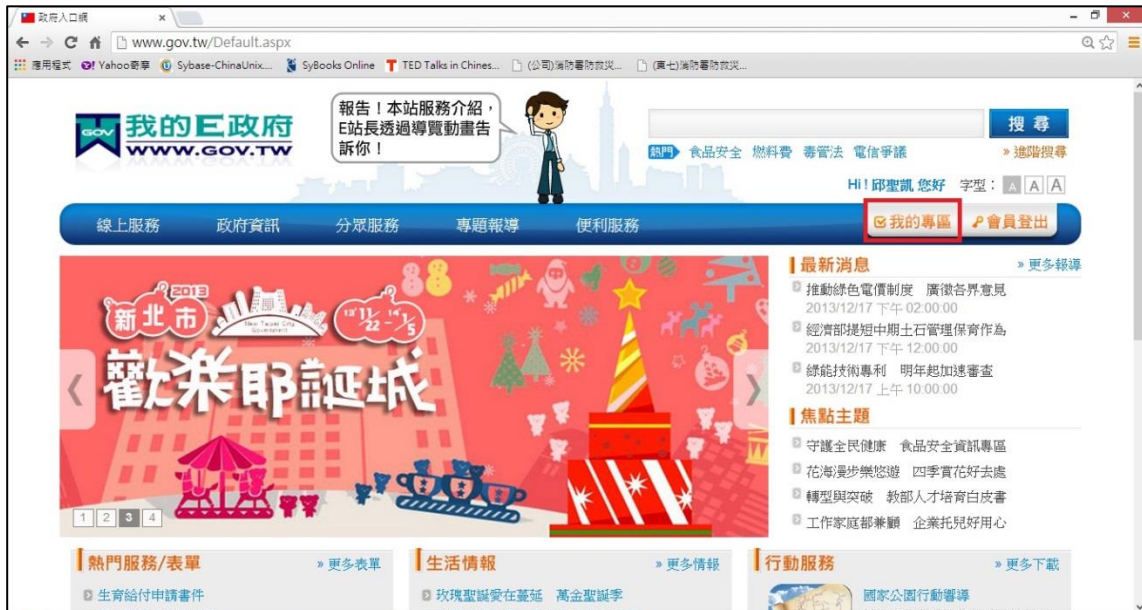 政府人口網
www.gov.tw/Default.aspx
應用程式 Yahoo奇摩 Sybase-ChinaUnix... SyBooks Online TED Talks in Chines... (公司)消防署防救災... (東七)消防署防救災...
GOV 我的E政府
WWW.GOV.TW
報告！本站服務介紹，
E站長透過導覽動畫告
訴你！
搜尋
熱門 食品安全 燃料費 毒管法 電信爭議
» 進階搜尋
Hi！邱聖凱 您好 字型： A A A
線上服務 政府資訊 分眾服務 專題報導 便利服務
我的專區 會員登出
2013
新北市
New Taipei City
Government
'13 11/22-'14 1/5
歡樂耶誕城
1 2 3 4
最新消息 » 更多報導
推動綠色電價制度 廣徵各界意見
2013/12/17 下午 02:00:00
經濟部提短中期土石管理保育作為
2013/12/17 下午 12:00:00
綠能技術專利 明年起加速審查
2013/12/17 上午 10:00:00
焦點主題
守護全民健康 食品安全資訊專區
花海漫步樂悠遊 四季賞花好去處
轉型與突破 教部人才培育白皮書
工作家庭都兼顧 企業托兒好用心
熱門服務/表單 » 更多表單
生育給付申請書件
生活情報 » 更多情報
玫瑰聖誕愛在蔓延 萬金聖誕季
行動服務 » 更多下載
國家公園行動嚮導